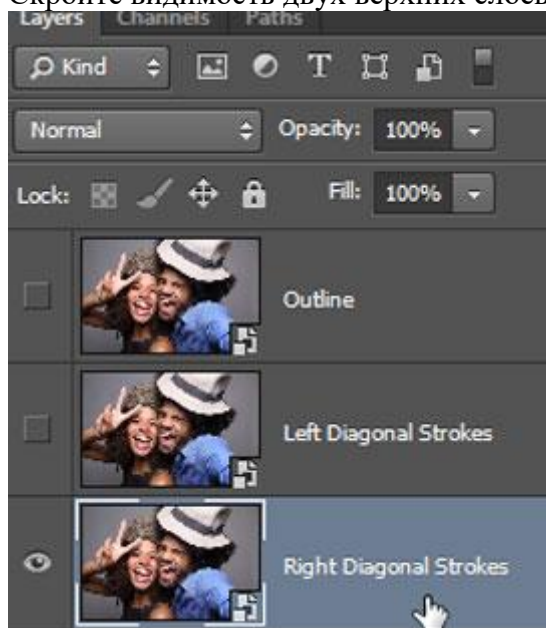 Скройте видимость двух верхних слоев
Layers Channels Paths
Kind T
Normal Opacity: 100%
Lock: Fill: 100%
Outline
Left Diagonal Strokes
Right Diagonal Strokes